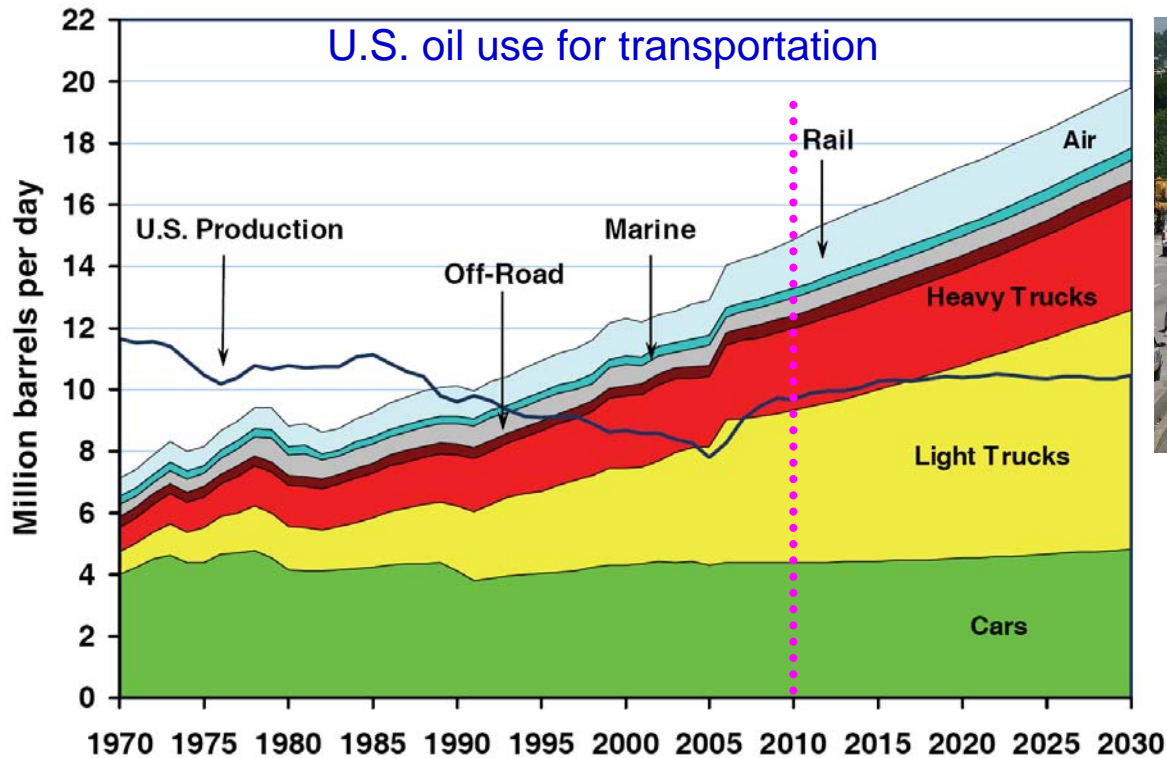 U.S. oil use for transportation
Million barrels per day
22
20
18
16
14
12
10
8
6
4
2
0
U.S. Production
Off-Road
Marine
Rail
Air
Heavy Trucks
Light Trucks
Cars
1970 1975 1980 1985 1990 1995 2000 2005 2010 2015 2020 2025 2030